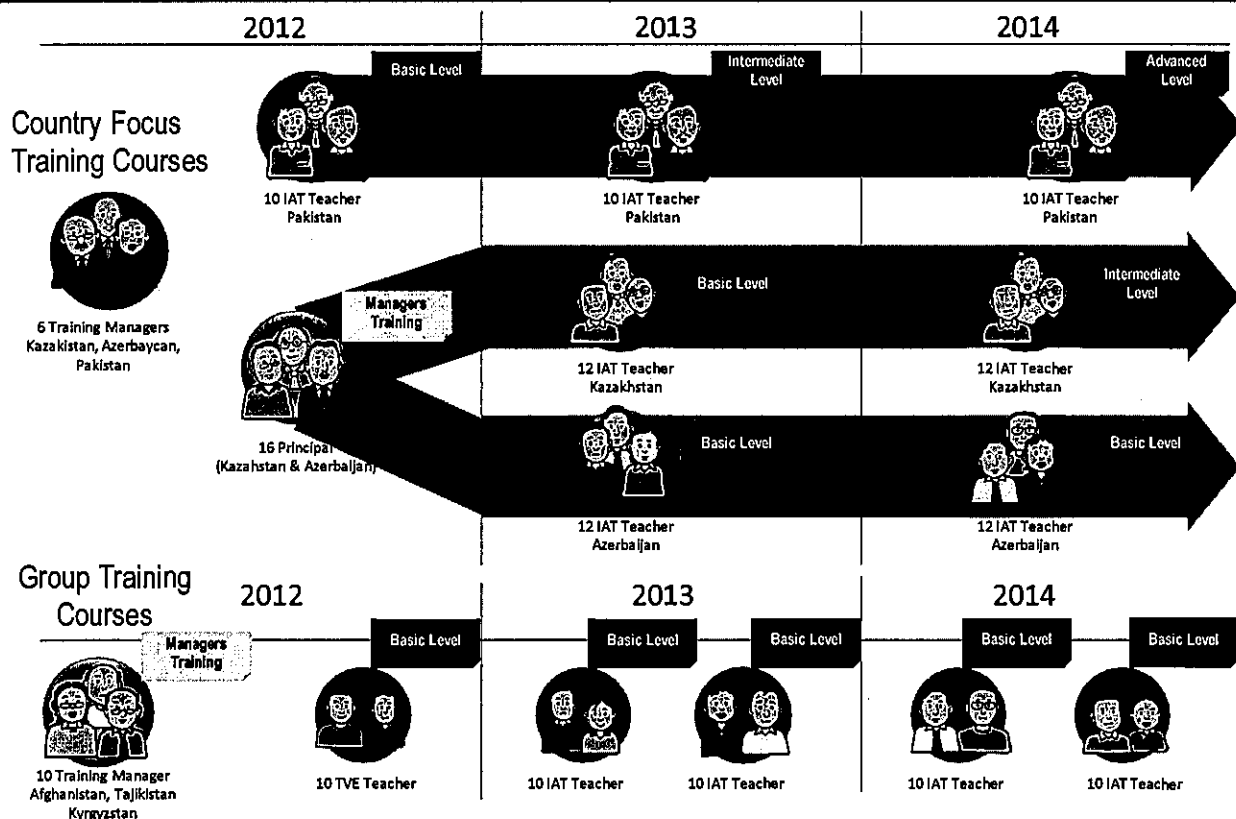 2012
2013
2014
Basic Level
Intermediate
Level
Advanced
Level
Country Focus
Training Courses
10 IAT Teacher
Pakistan
10 IAT Teacher
Pakistan
10 IAT Teacher
Pakistan
6 Training Managers
Kazakistan, Azerbaycan,
Pakistan
Managers
Training
Basic Level
Intermediate
Level
12 IAT Teacher
Kazakhstan
12 IAT Teacher
Kazakhstan
16 Principal
(Kazahstan & Azerbaijan)
Basic Level
Basic Level
12 IAT Teacher
Azerbaijan
12 IAT Teacher
Azerbaijan
Group Training
Courses
2012
2013
2014
Managers
Training
Basic Level
Basic Level
Basic Level
Basic Level
Basic Level
10 Training Manager
Afghanistan, Tajikistan
Kyrgyzstan
10 TVE Teacher
10 IAT Teacher
10 IAT Teacher
10 IAT Teacher
10 IAT Teacher